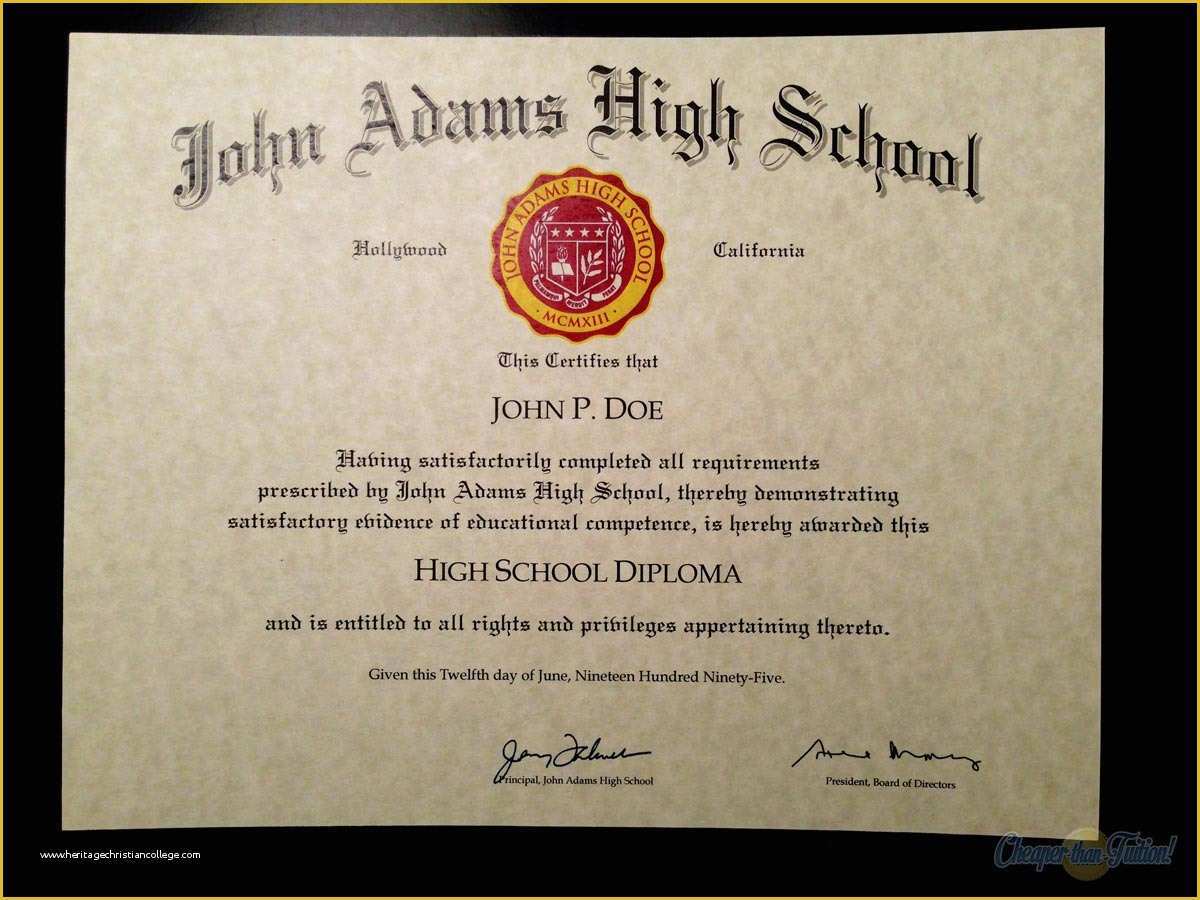 John Adams High School
JOHN ADAMS HIGH SCHOOL
MCMXIII
Hollywood
California
This Certifies that
JOHN P. DOE
Having satisfactorily completed all requirements
prescribed by John Adams High School, thereby demonstrating
satisfactory evidence of educational competence, is hereby awarded this
HIGH SCHOOL DIPLOMA
and is entitled to all rights and privileges appertaining thereto.
Given this Twelfth day of June, Nineteen Hundred Ninety-Five.
Principal, John Adams High School
President, Board of Directors
www.heritagechristiancollege.com
Cheaper-than-Tuition!